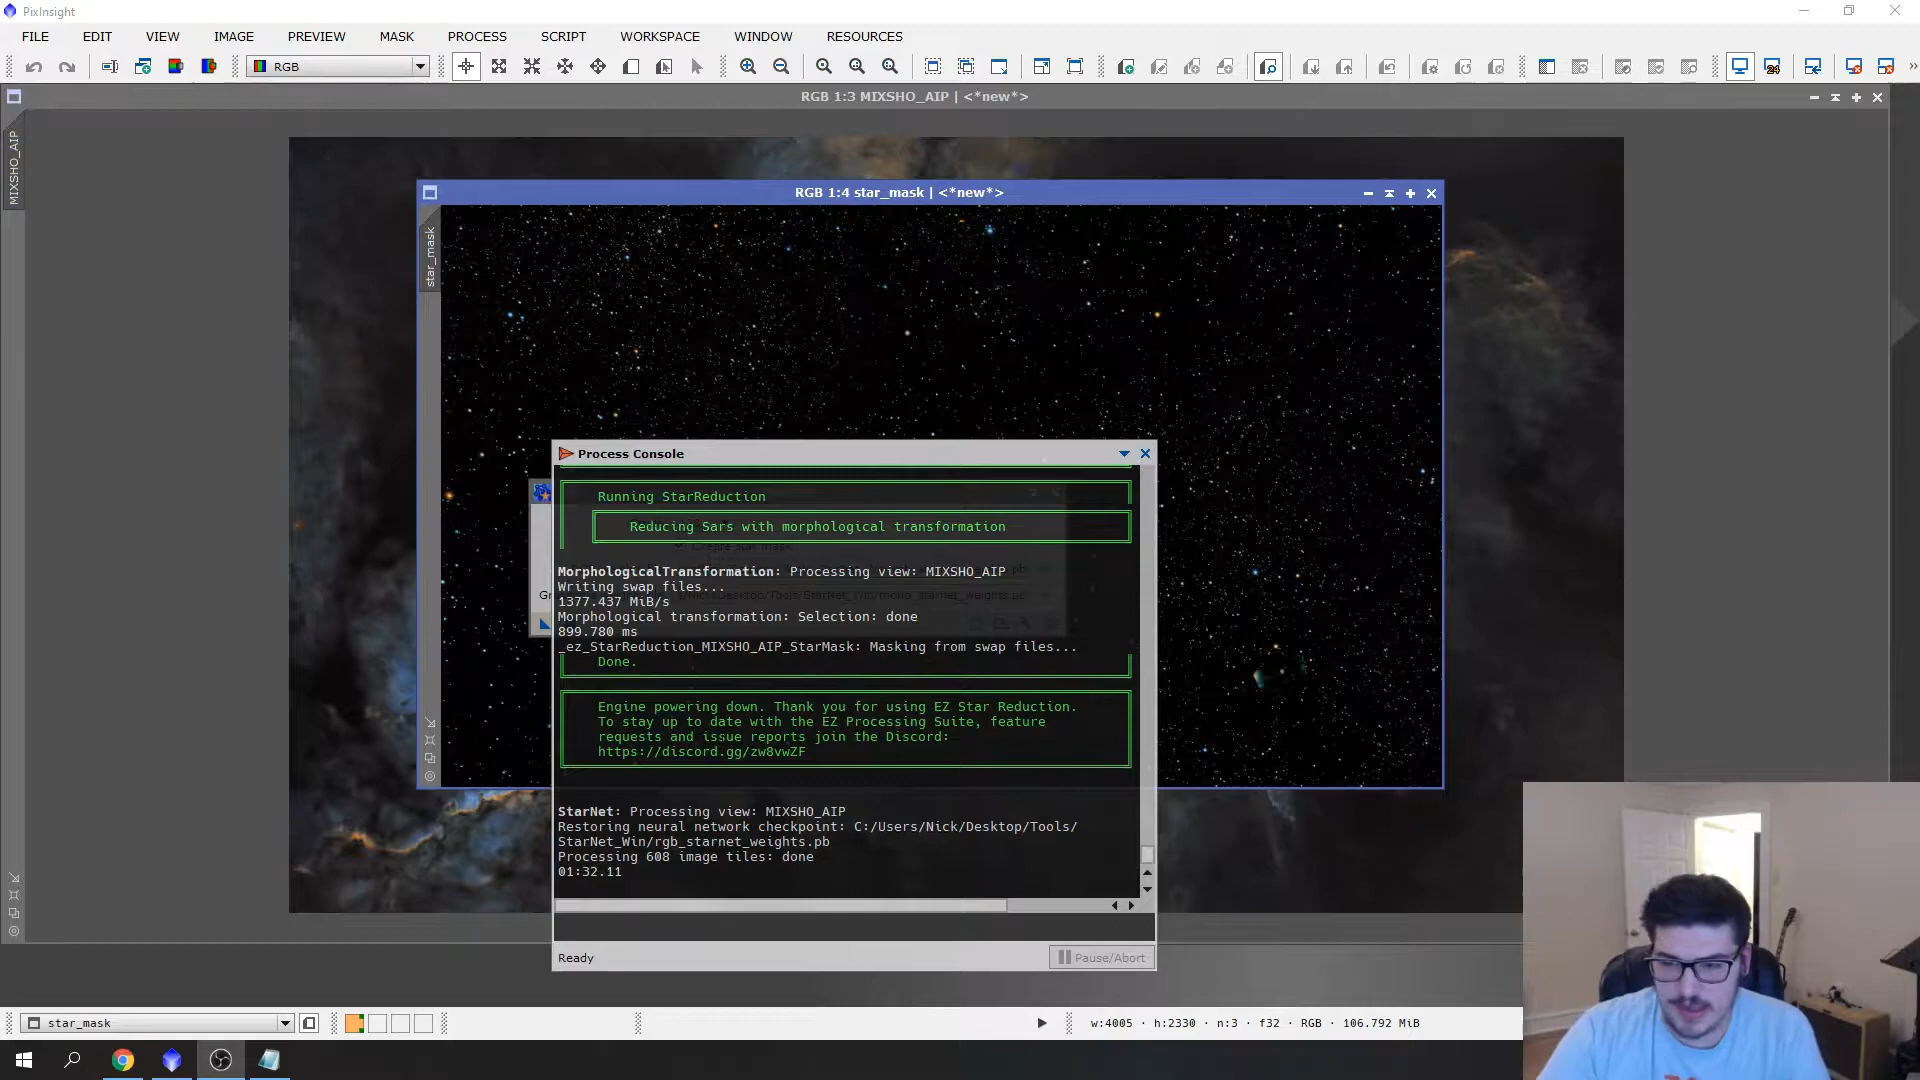 PixInsight
FILE EDIT VIEW IMAGE PREVIEW MASK PROCESS SCRIPT WORKSPACE WINDOW RESOURCES
RGB
RGB 1:3 MIXSHO_AIP | <*new*>
MIXSHO_AIP
RGB 1:4 star_mask | <*new*>
star_mask
Process Console
Running StarReduction
Reducing Sars with morphological transformation
Create star mask
MorphologicalTransformation: Processing view: MIXSHO_AIP
Writing swap files...
1377.437 MiB/s
Morphological transformation: Selection: done
899.780 ms
_ez_StarReduction_MIXSHO_AIP_StarMask: Masking from swap files...
Done.
Engine powering down. Thank you for using EZ Star Reduction.
To stay up to date with the EZ Processing Suite, feature
requests and issue reports join the Discord:
https://discord.gg/zw8vwZF
StarNet: Processing view: MIXSHO_AIP
Restoring neural network checkpoint: C:/Users/Nick/Desktop/Tools/
StarNet_Win/rgb_starnet_weights.pb
Processing 608 image tiles: done
01:32.11
Ready
Pause/Abort
star_mask
w:4005 · h:2330 · n:3 · f32 · RGB · 106.792 MiB